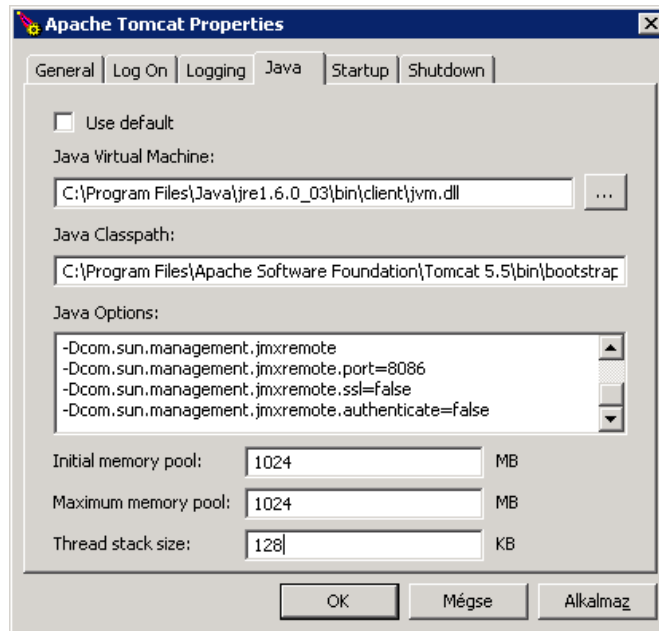 Apache Tomcat Properties
General Log On Logging Java Startup Shutdown
Use default
Java Virtual Machine:
C:\Program Files\Java\jre1.6.0_03\bin\client\jvm.dll
...
Java Classpath:
C:\Program Files\Apache Software Foundation\Tomcat 5.5\bin\bootstrap
Java Options:
-Dcom.sun.management.jmxremote
-Dcom.sun.management.jmxremote.port=8086
-Dcom.sun.management.jmxremote.ssl=false
-Dcom.sun.management.jmxremote.authenticate=false
Initial memory pool: 1024 MB
Maximum memory pool: 1024 MB
Thread stack size: 128 KB
OK Mégse Alkalmaz